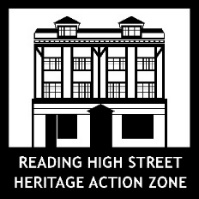 READING HIGH STREET
HERITAGE ACTION ZONE